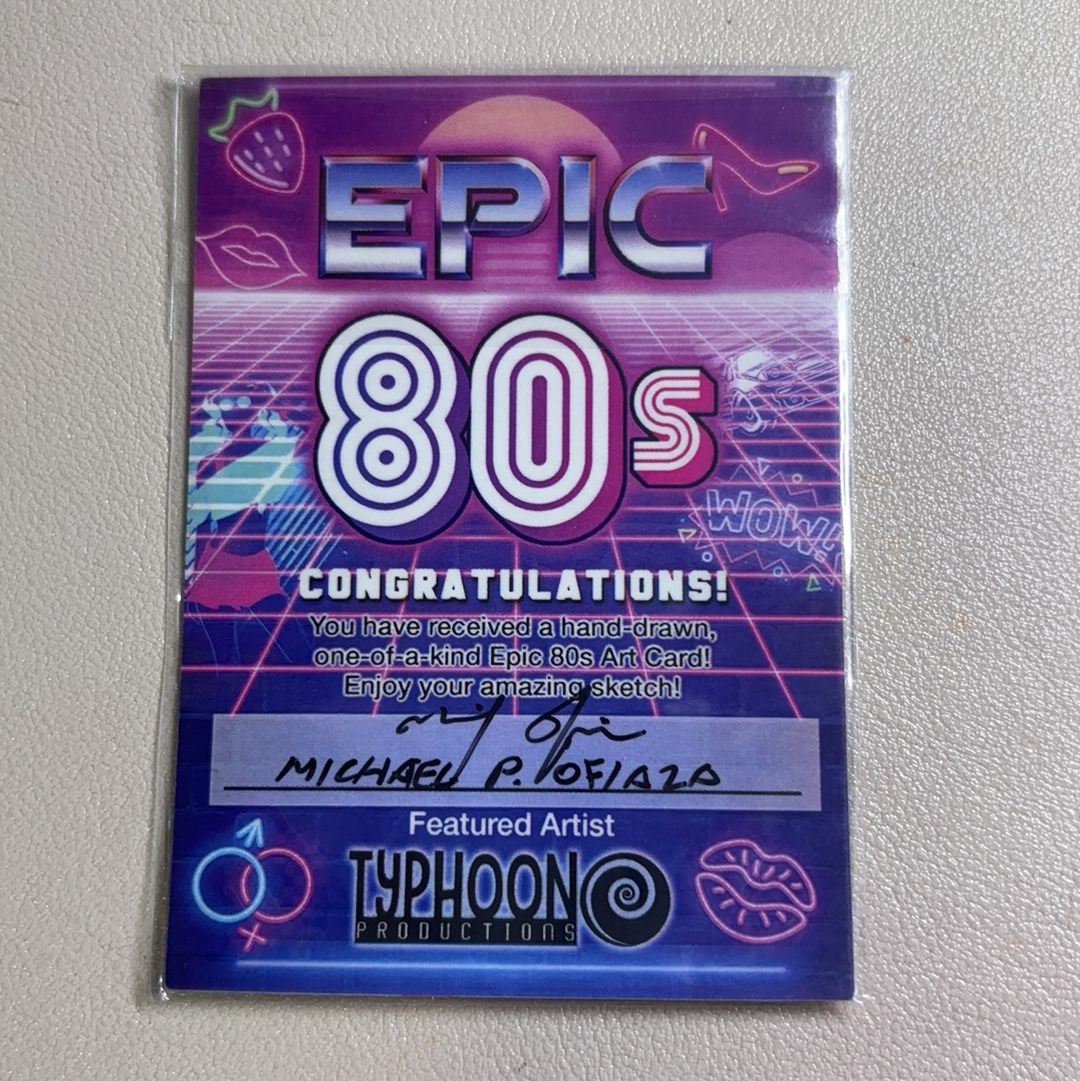 EPIC
80s
WOW!
CONGRATULATIONS!
You have received a hand-drawn,
one-of-a-kind Epic 80s Art Card!
Enjoy your amazing sketch!
MICHAEL P. OFIAZA
Featured Artist
TYPHOON
PRODUCTIONS